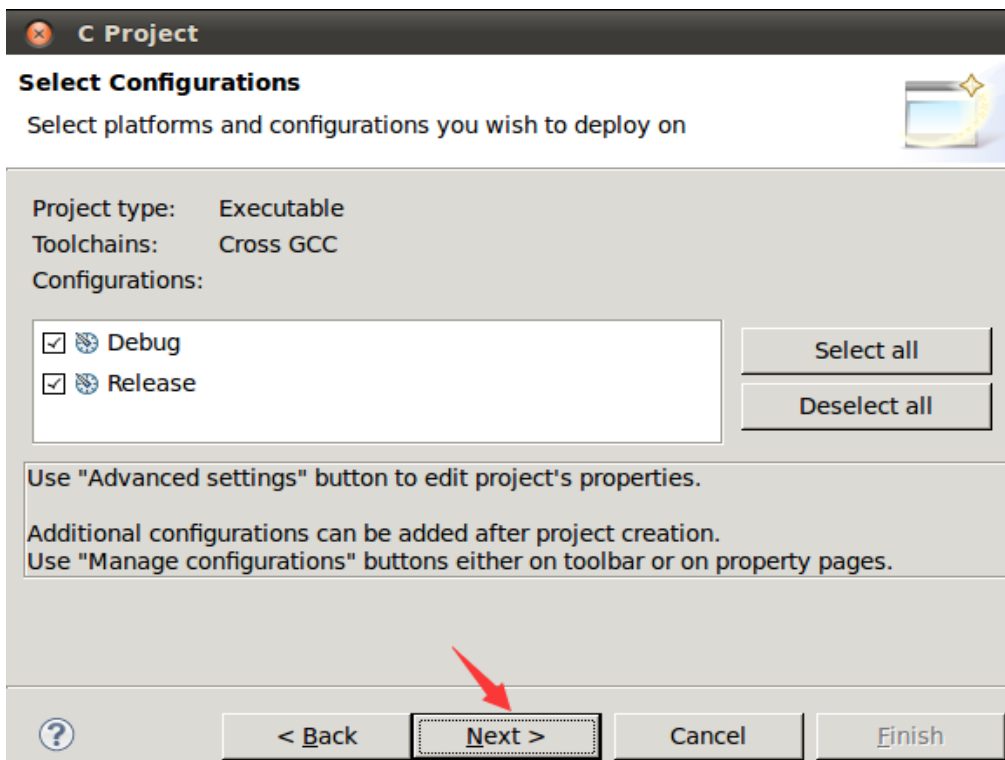 C Project
Select Configurations
Select platforms and configurations you wish to deploy on
Project type: Executable
Toolchains: Cross GCC
Configurations:
Debug
Select all
Release
Deselect all
Use "Advanced settings" button to edit project's properties.
Additional configurations can be added after project creation.
Use "Manage configurations" buttons either on toolbar or on property pages.
? < Back Next > Cancel Finish